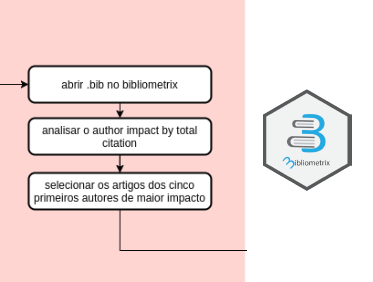 abrir .bib no bibliometrix
analisar o author impact by total
citation
selecionar os artigos dos cinco
primeiros autores de maior impacto
Bibliometrix